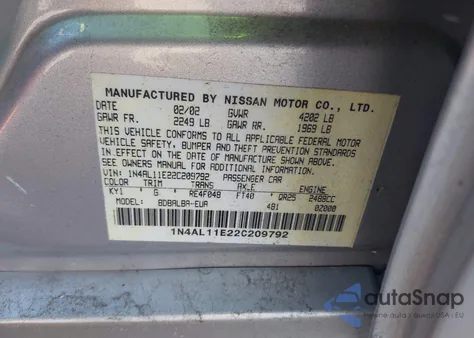 MANUFACTURED BY NISSAN MOTOR CO., LTD.
DATE 02/02 GVWR 4202 LB
GAWR FR. 2249 LB GAWR RR. 1969 LB
THIS VEHICLE CONFORMS TO ALL APPLICABLE FEDERAL MOTOR
VEHICLE SAFETY, BUMPER AND THEFT PREVENTION STANDARDS
IN EFFECT ON THE DATE OF MANUFACTURE SHOWN ABOVE.
SEE OWNERS MANUAL FOR ADDITIONAL INFORMATION.
VIN: 1N4AL11E22C209792 PASSENGER CAR
COLOR TRIM TRANS AXLE ENGINE
KY1 G RE4F04B FT40 QR25 2488CC
MODEL: BDBALBA-EUA 481 02000
1N4AL11E22C209792
autaSnap